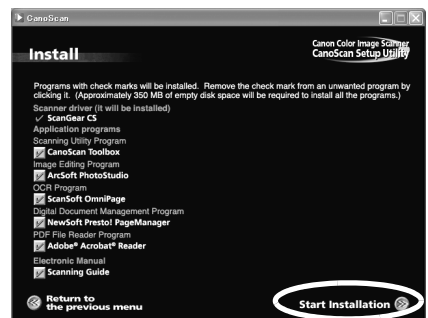 CanoScan
Install
Canon Color Image Scanner
CanoScan Setup Utility
Programs with check marks will be installed. Remove the check mark from an unwanted program by
clicking it. (Approximately 350 MB of empty disk space will be required to install all the programs.)
Scanner driver (it will be installed)
ScanGear CS
Application programs
Scanning Utility Program
CanoScan Toolbox
Image Editing Program
ArcSoft PhotoStudio
OCR Program
ScanSoft OmniPage
Digital Document Management Program
NewSoft Presto! PageManager
PDF File Reader Program
Adobe® Acrobat® Reader
Electronic Manual
Scanning Guide
Return to
the previous menu
Start Installation